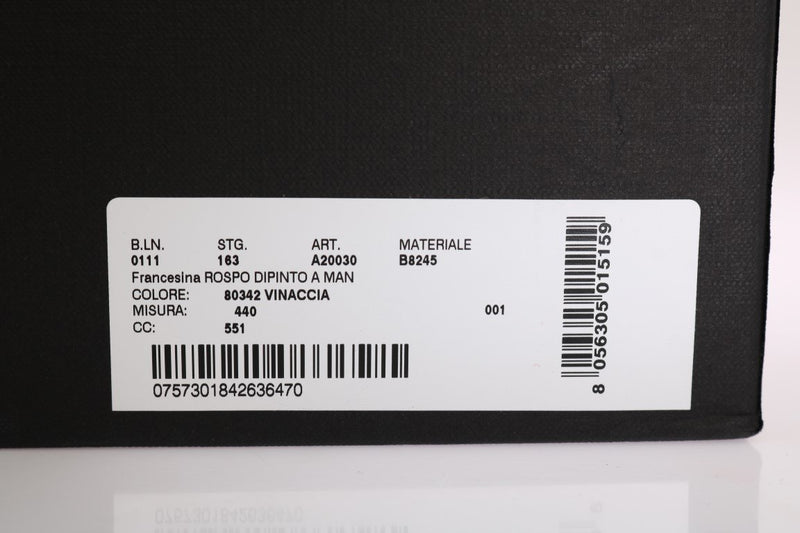 B.LN. STG. ART. MATERIALE
0111 163 A20030 B8245
Francesina ROSPO DIPINTO A MAN
COLORE: 80342 VINACCIA
MISURA: 440 001
CC: 551
0757301842636470
8 056305 015159